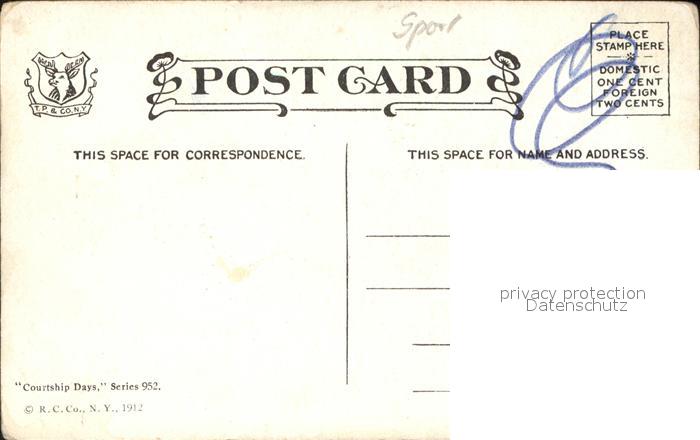 Sport
POST CARD
PLACE
STAMP HERE
DOMESTIC
ONE CENT
FOREIGN
TWO CENTS
T. P. & CO. N.Y.
THIS SPACE FOR CORRESPONDENCE.
THIS SPACE FOR NAME AND ADDRESS.
privacy protection
Datenschutz
"Courtship Days," Series 952.
© R. C. Co., N. Y., 1912